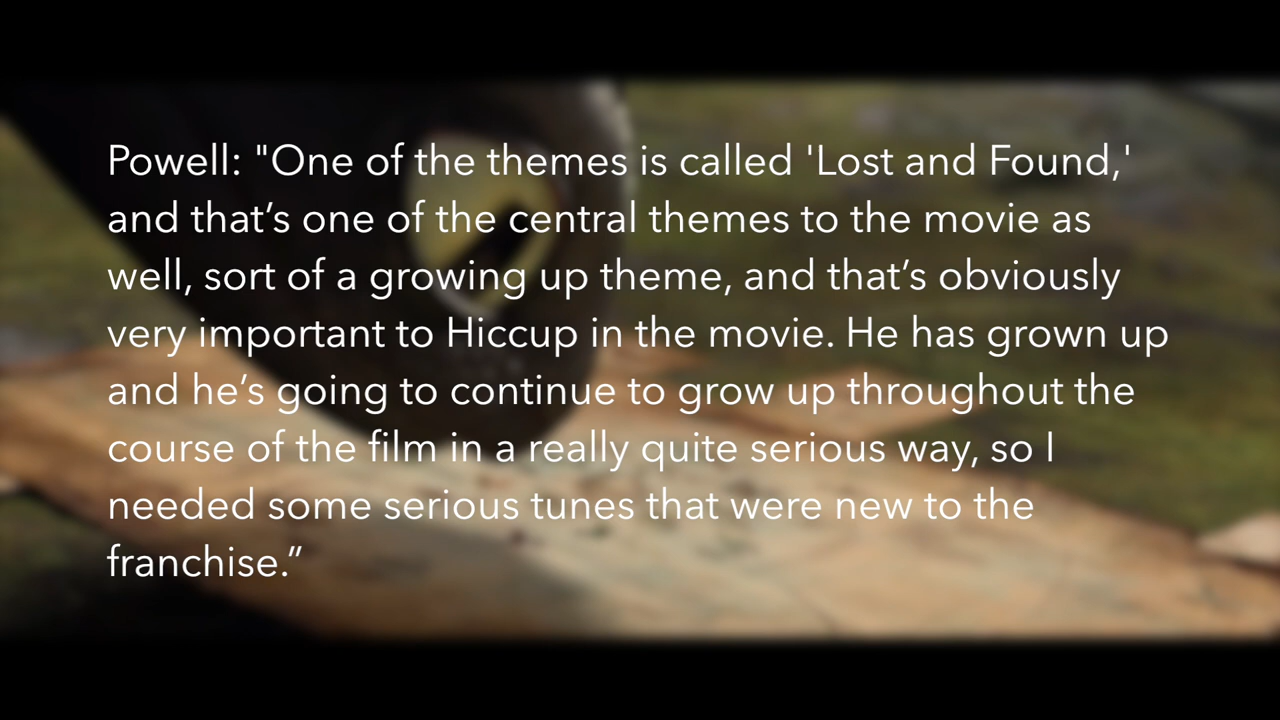 Powell: "One of the themes is called 'Lost and Found,'
and that’s one of the central themes to the movie as
well, sort of a growing up theme, and that’s obviously
very important to Hiccup in the movie. He has grown up
and he’s going to continue to grow up throughout the
course of the film in a really quite serious way, so I
needed some serious tunes that were new to the
franchise.”